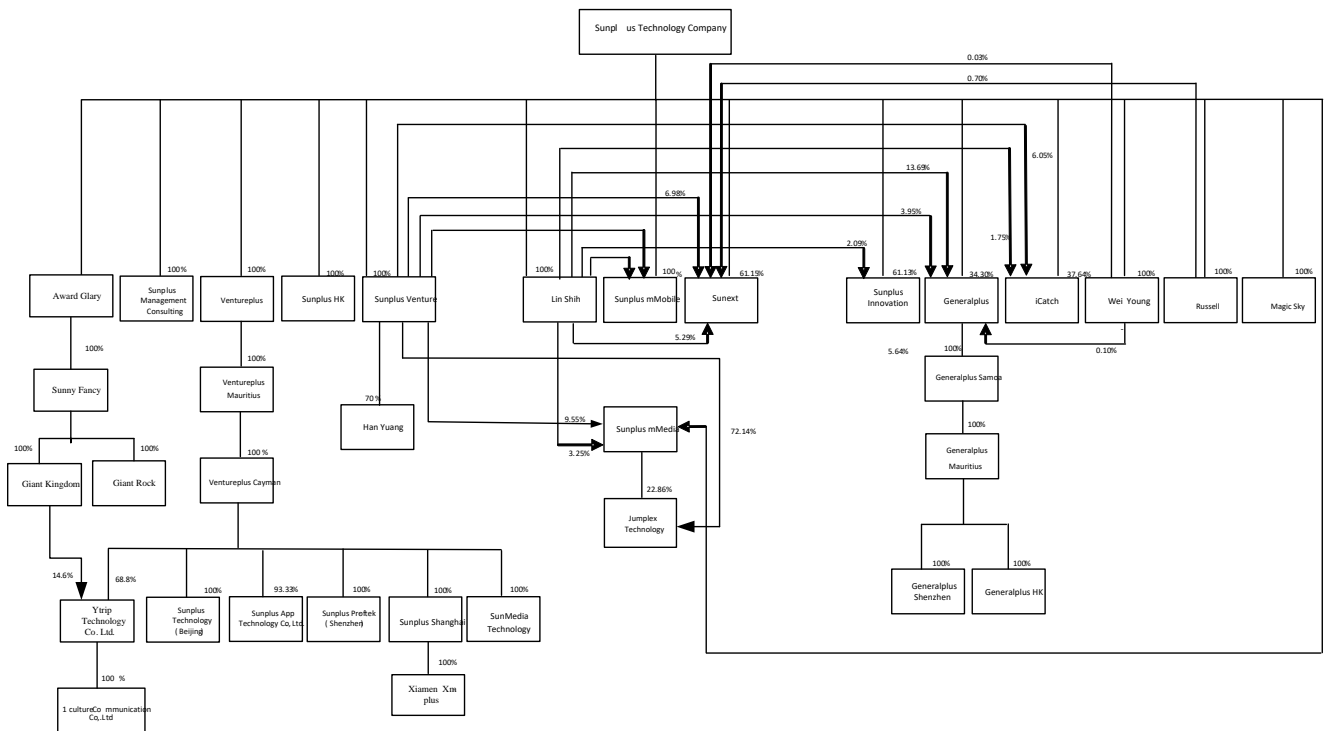 Sunpl us Technology Company
0.03%
0.70%
6.05%
13.69%
6.98%
3.95%
1.75%
2.09%
100%
100%
100%
100%
100%
100%
61.15%
61.13%
34.30%
37.64%
100%
100%
100%
Award Glary
Sunplus
Management
Consulting
Ventureplus
Sunplus HK
Sunplus Venture
Lin Shih
Sunplus mMobile
Sunext
Sunplus
Innovation
Generalplus
iCatch
Wei Young
Russell
Magic Sky
5.29%
5.64%
0.10%
100%
100%
100%
Sunny Fancy
Ventureplus
Mauritius
Generalplus Samoa
70%
Han Yuang
9.55%
3.25%
Sunplus mMedia
72.14%
100%
100%
100%
100%
Giant Kingdom
Giant Rock
Ventureplus Cayman
Generalplus
Mauritius
22.86%
Jumplex
Technology
14.6%
68.8%
100%
93.33%
100%
100%
100%
100%
100%
Ytrip
Technology
Co. Ltd.
Sunplus
Technology
( Beijing)
Sunplus App
Technology Co,.Ltd.
Sunplus Proftek
( Shenzhen)
Sunplus Shanghai
SunMedia
Technology
Generalplus
Shenzhen
Generalplus HK
100 %
100%
1 cultureCo mmunication
Co,.Ltd
Xiamen Xm
plus